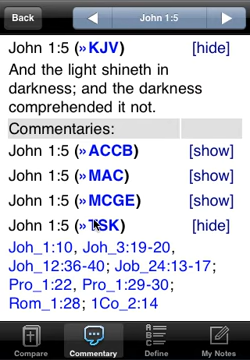 Back
John 1:5
John 1:5 (»KJV) [hide]
And the light shineth in
darkness; and the darkness
comprehended it not.
Commentaries:
John 1:5 (»ACCB) [show]
John 1:5 (»MAC) [show]
John 1:5 (»MCGE) [show]
John 1:5 (»TSK) [hide]
Joh_1:10, Joh_3:19-20,
Joh_12:36-40; Job_24:13-17;
Pro_1:22, Pro_1:29-30;
Rom_1:28; 1Co_2:14
Compare Commentary Define My Notes